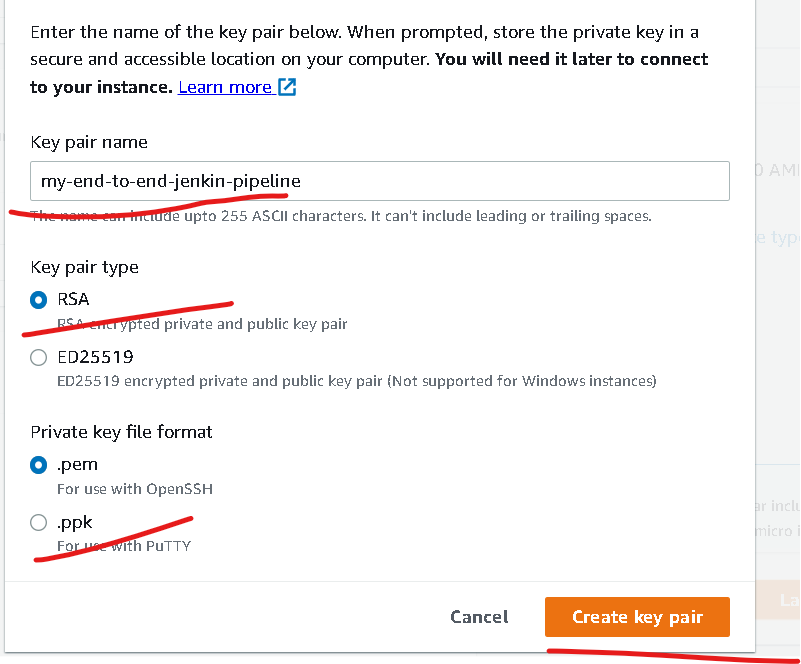 Enter the name of the key pair below. When prompted, store the private key in a
secure and accessible location on your computer. You will need it later to connect
to your instance. Learn more
Key pair name
my-end-to-end-jenkin-pipeline
The name can include upto 255 ASCII characters. It can't include leading or trailing spaces.
Key pair type
RSA
RSA encrypted private and public key pair
ED25519
ED25519 encrypted private and public key pair (Not supported for Windows instances)
Private key file format
.pem
For use with OpenSSH
.ppk
For use with PuTTY
Cancel
Create key pair
0 AMI